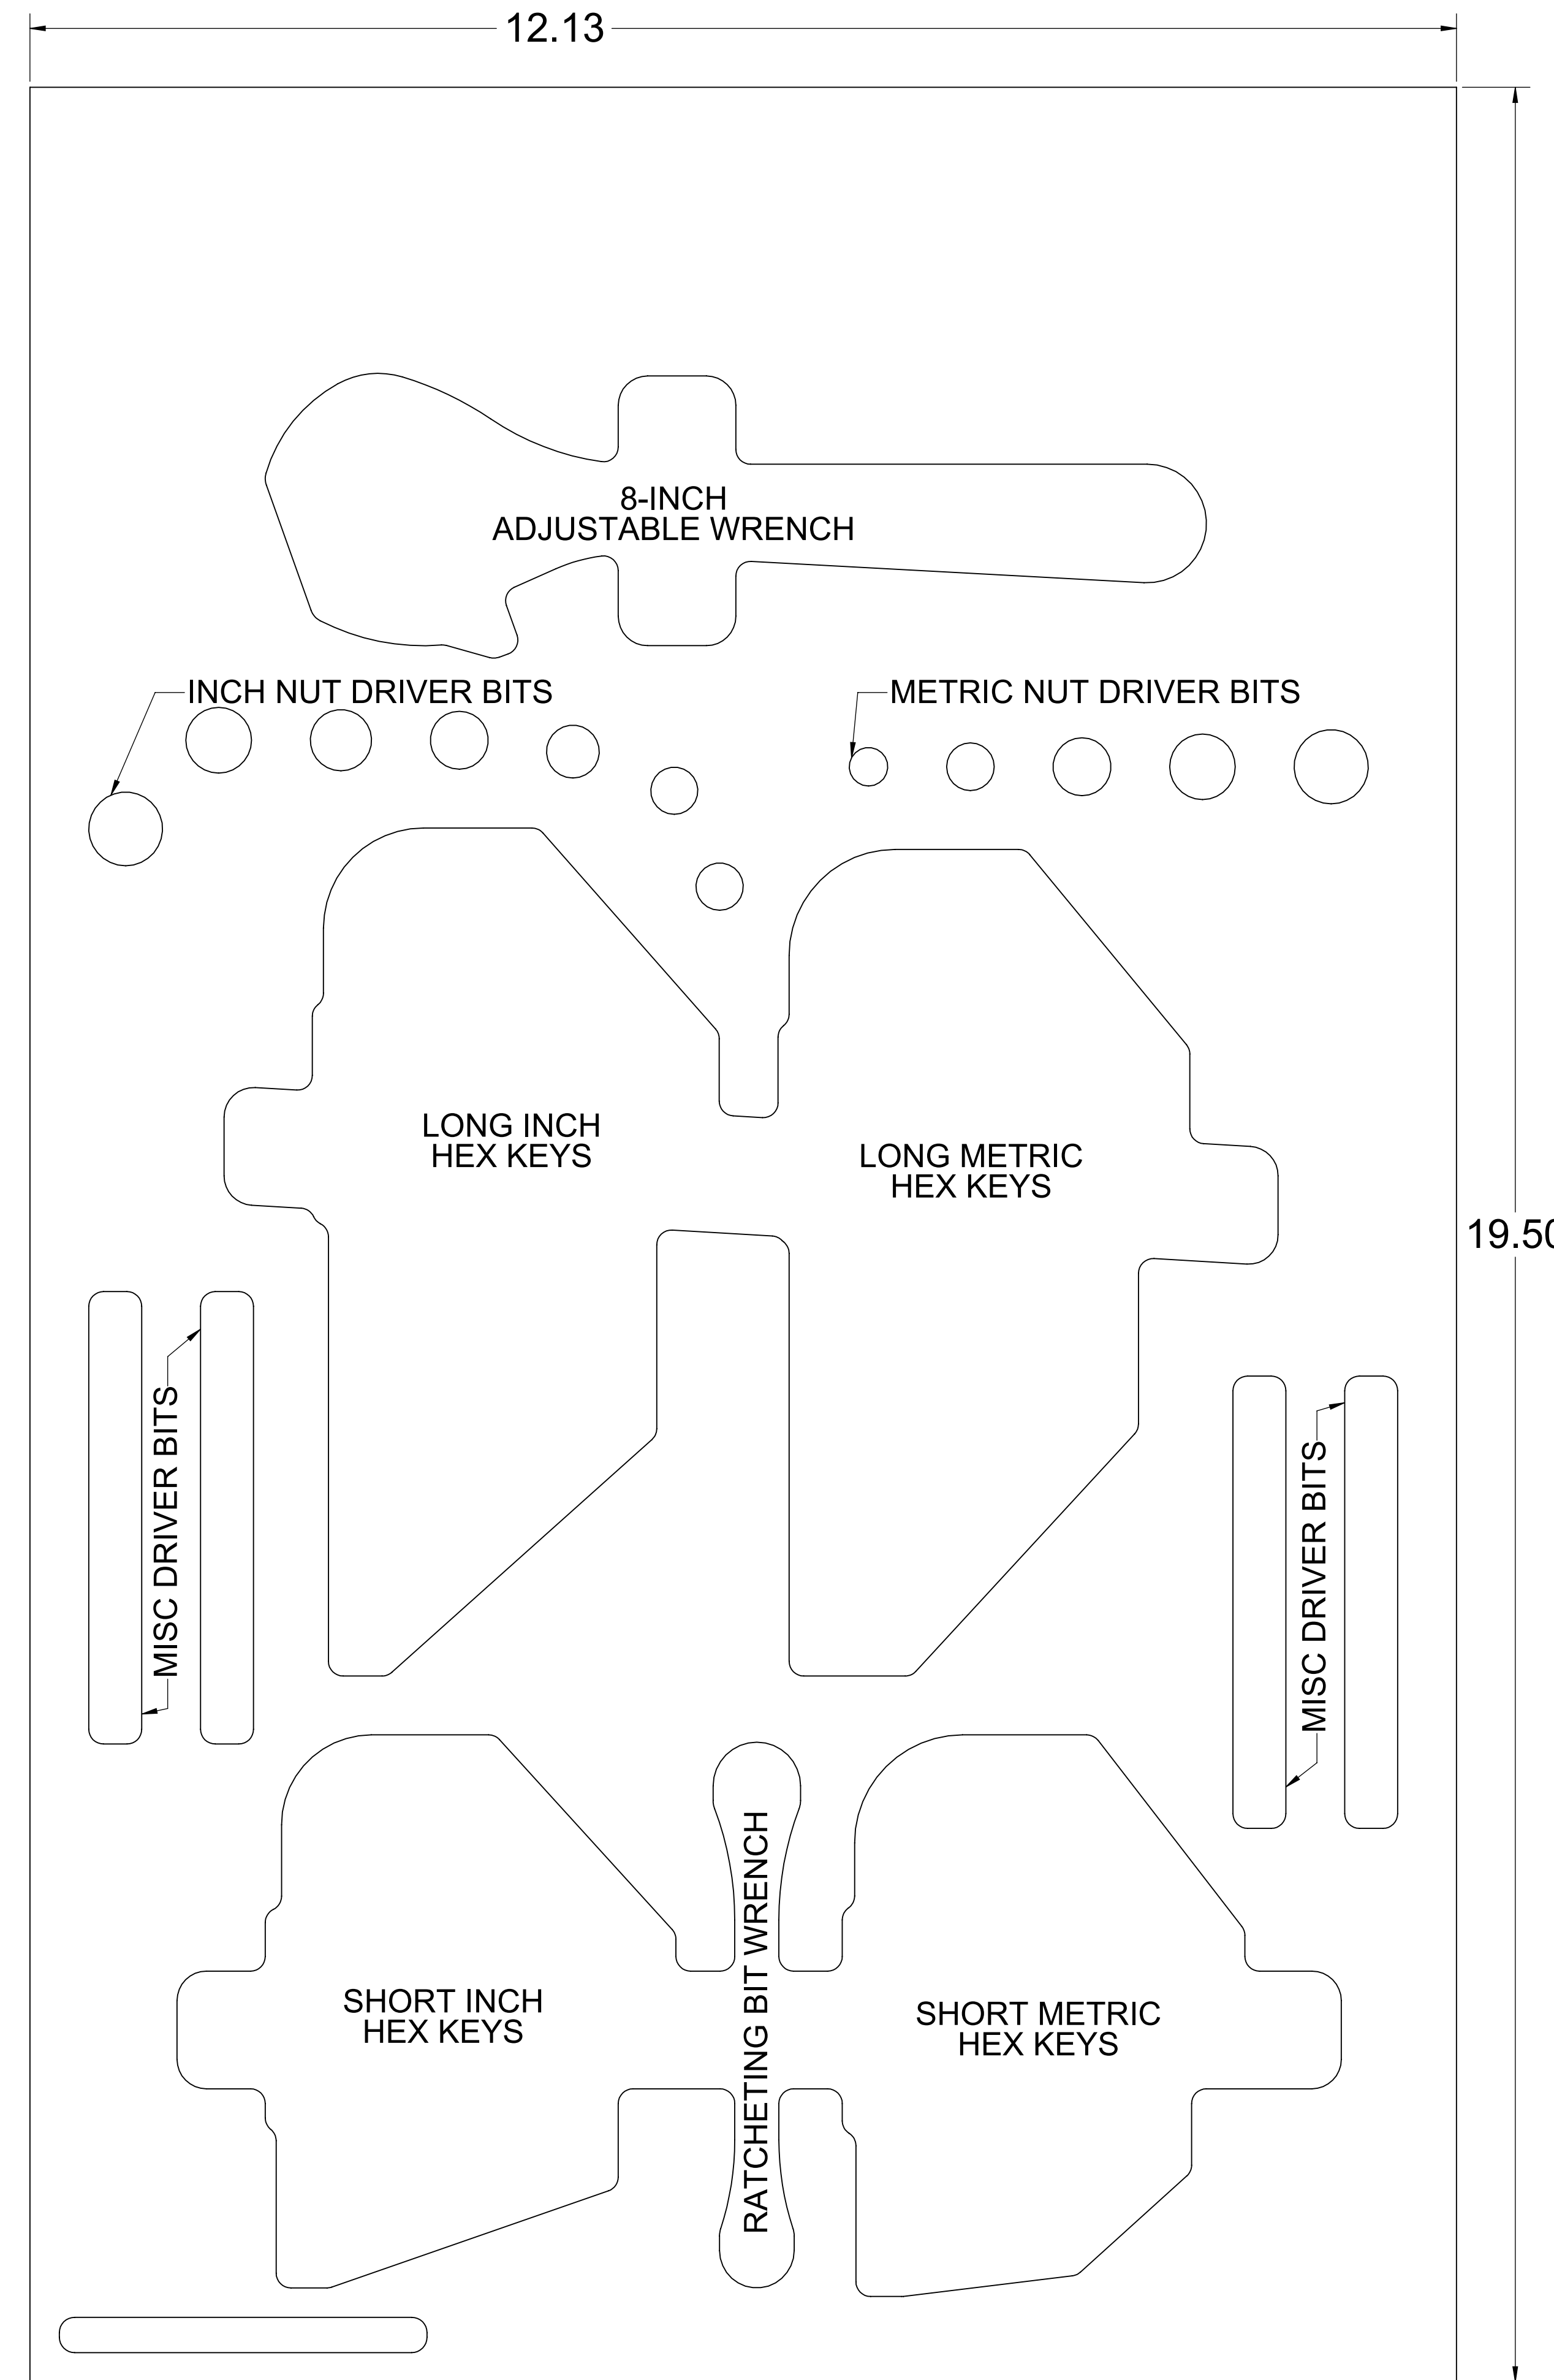 12.13
8-INCH
ADJUSTABLE WRENCH
INCH NUT DRIVER BITS
METRIC NUT DRIVER BITS
LONG INCH
HEX KEYS
LONG METRIC
HEX KEYS
19.50
MISC DRIVER BITS
MISC DRIVER BITS
RATCHETING BIT WRENCH
SHORT INCH
HEX KEYS
SHORT METRIC
HEX KEYS